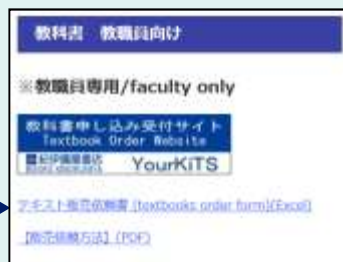 教科書 教職員向け
※教職員専用/faculty only
教科書申し込み受付サイト
Textbook Order Website
紀伊國屋書店
YourKiTS
テキスト販売依頼書 (textbooks order form)(Excel)
【販売依頼方法】(PDF)